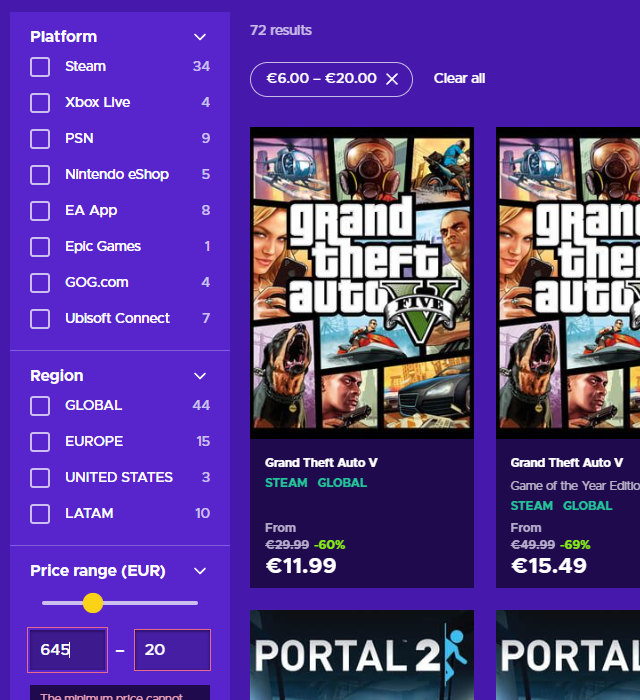 Platform
Steam 34
Xbox Live 4
PSN 9
Nintendo eShop 5
EA App 8
Epic Games 1
GOG.com 4
Ubisoft Connect 7
Region
GLOBAL 44
EUROPE 15
UNITED STATES 3
LATAM 10
Price range (EUR)
645 – 20
The minimum price cannot
72 results
€6.00 – €20.00 Clear all
grand
theft
auto
FIVE
Grand Theft Auto V
STEAM GLOBAL
From
€29.99 -60%
€11.99
gran
thef
auto
Grand Theft Auto V
Game of the Year Editio
STEAM GLOBAL
From
€49.99 -69%
€15.49
PORTAL 2
PORTAL